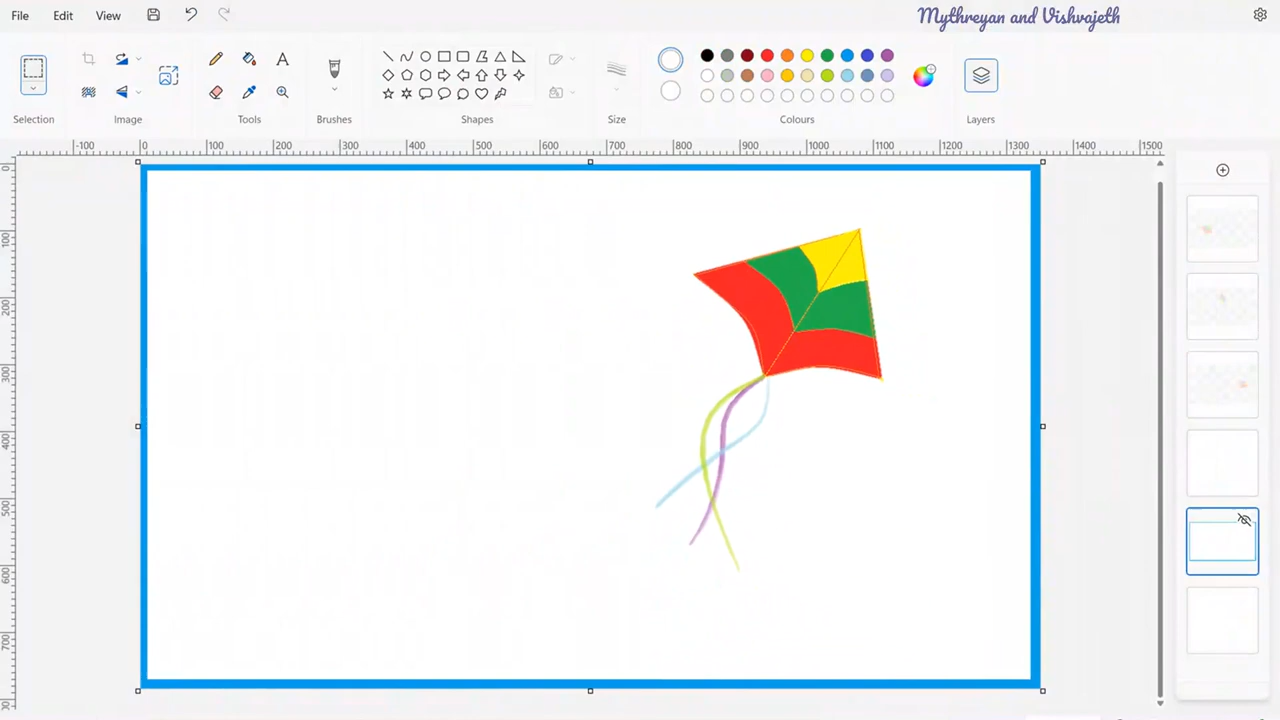 File Edit View
Mythreyan and Vishvajeth
Selection Image Tools Brushes Shapes Size Colours Layers
-100 0 100 200 300 400 500 600 700 800 900 1000 1100 1200 1300 1400 1500
0
100
200
300
400
500
600
700